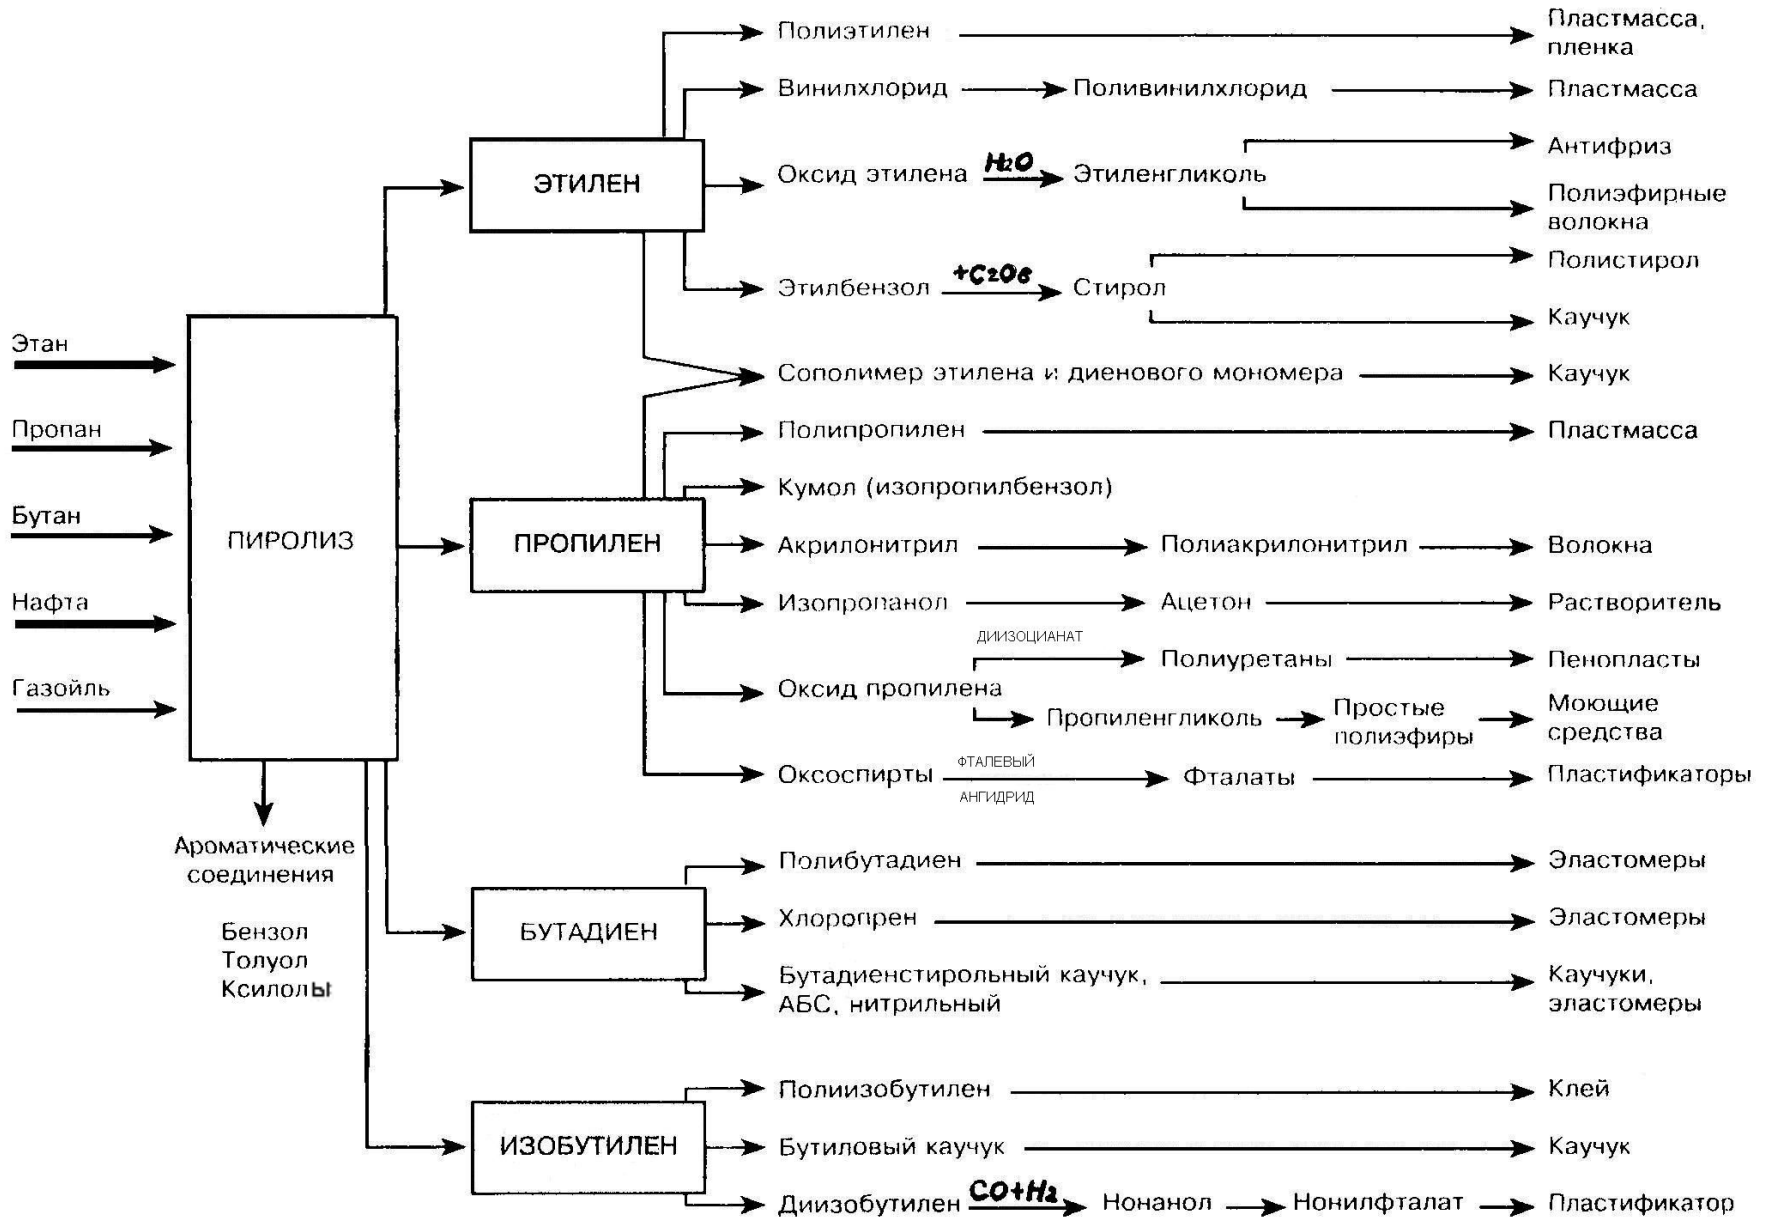 Этан
Пропан
Бутан
Нафта
Газойль
ПИРОЛИЗ
Ароматические
соединения
Бензол
Толуол
Ксилолы
ЭТИЛЕН
Полиэтилен
Пластмасса,
пленка
Винилхлорид
Поливинилхлорид
Пластмасса
Оксид этилена
H2O
Этиленгликоль
Антифриз
Полиэфирные
волокна
Этилбензол
+C2O6
Стирол
Полистирол
Каучук
Сополимер этилена и диенового мономера
Каучук
ПРОПИЛЕН
Полипропилен
Пластмасса
Кумол (изопропилбензол)
Акрилонитрил
Полиакрилонитрил
Волокна
Изопропанол
Ацетон
Растворитель
Оксид пропилена
ДИИЗОЦИАНАТ
Полиуретаны
Пенопласты
Пропиленгликоль
Простые
полиэфиры
Моющие
средства
Оксоспирты
ФТАЛЕВЫЙ
АНГИДРИД
Фталаты
Пластификаторы
БУТАДИЕН
Полибутадиен
Эластомеры
Хлоропрен
Эластомеры
Бутадиенстирольный каучук,
АБС, нитрильный
Каучуки,
эластомеры
ИЗОБУТИЛЕН
Полиизобутилен
Клей
Бутиловый каучук
Каучук
Диизобутилен
CO+H2
Нонанол
Нонилфталат
Пластификатор